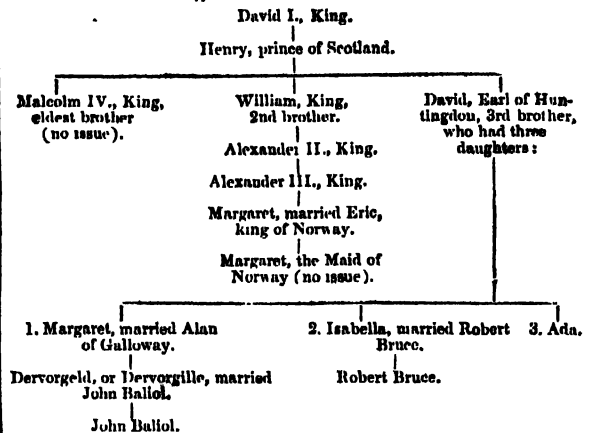 David I., King.
Henry, prince of Scotland.
Malcolm IV., King,
eldest brother
(no issue).
William, King,
2nd brother.
David, Earl of Hun-
tingdon, 3rd brother,
who had three
daughters:
Alexander II., King.
Alexander III., King.
Margaret, married Eric,
king of Norway.
Margaret, the Maid of
Norway (no issue).
1. Margaret, married Alan
of Galloway.
2. Isabella, married Robert
Bruce.
3. Ada.
Dervorgeld, or Dervorgille, married
John Baliol.
Robert Bruce.
John Baliol.